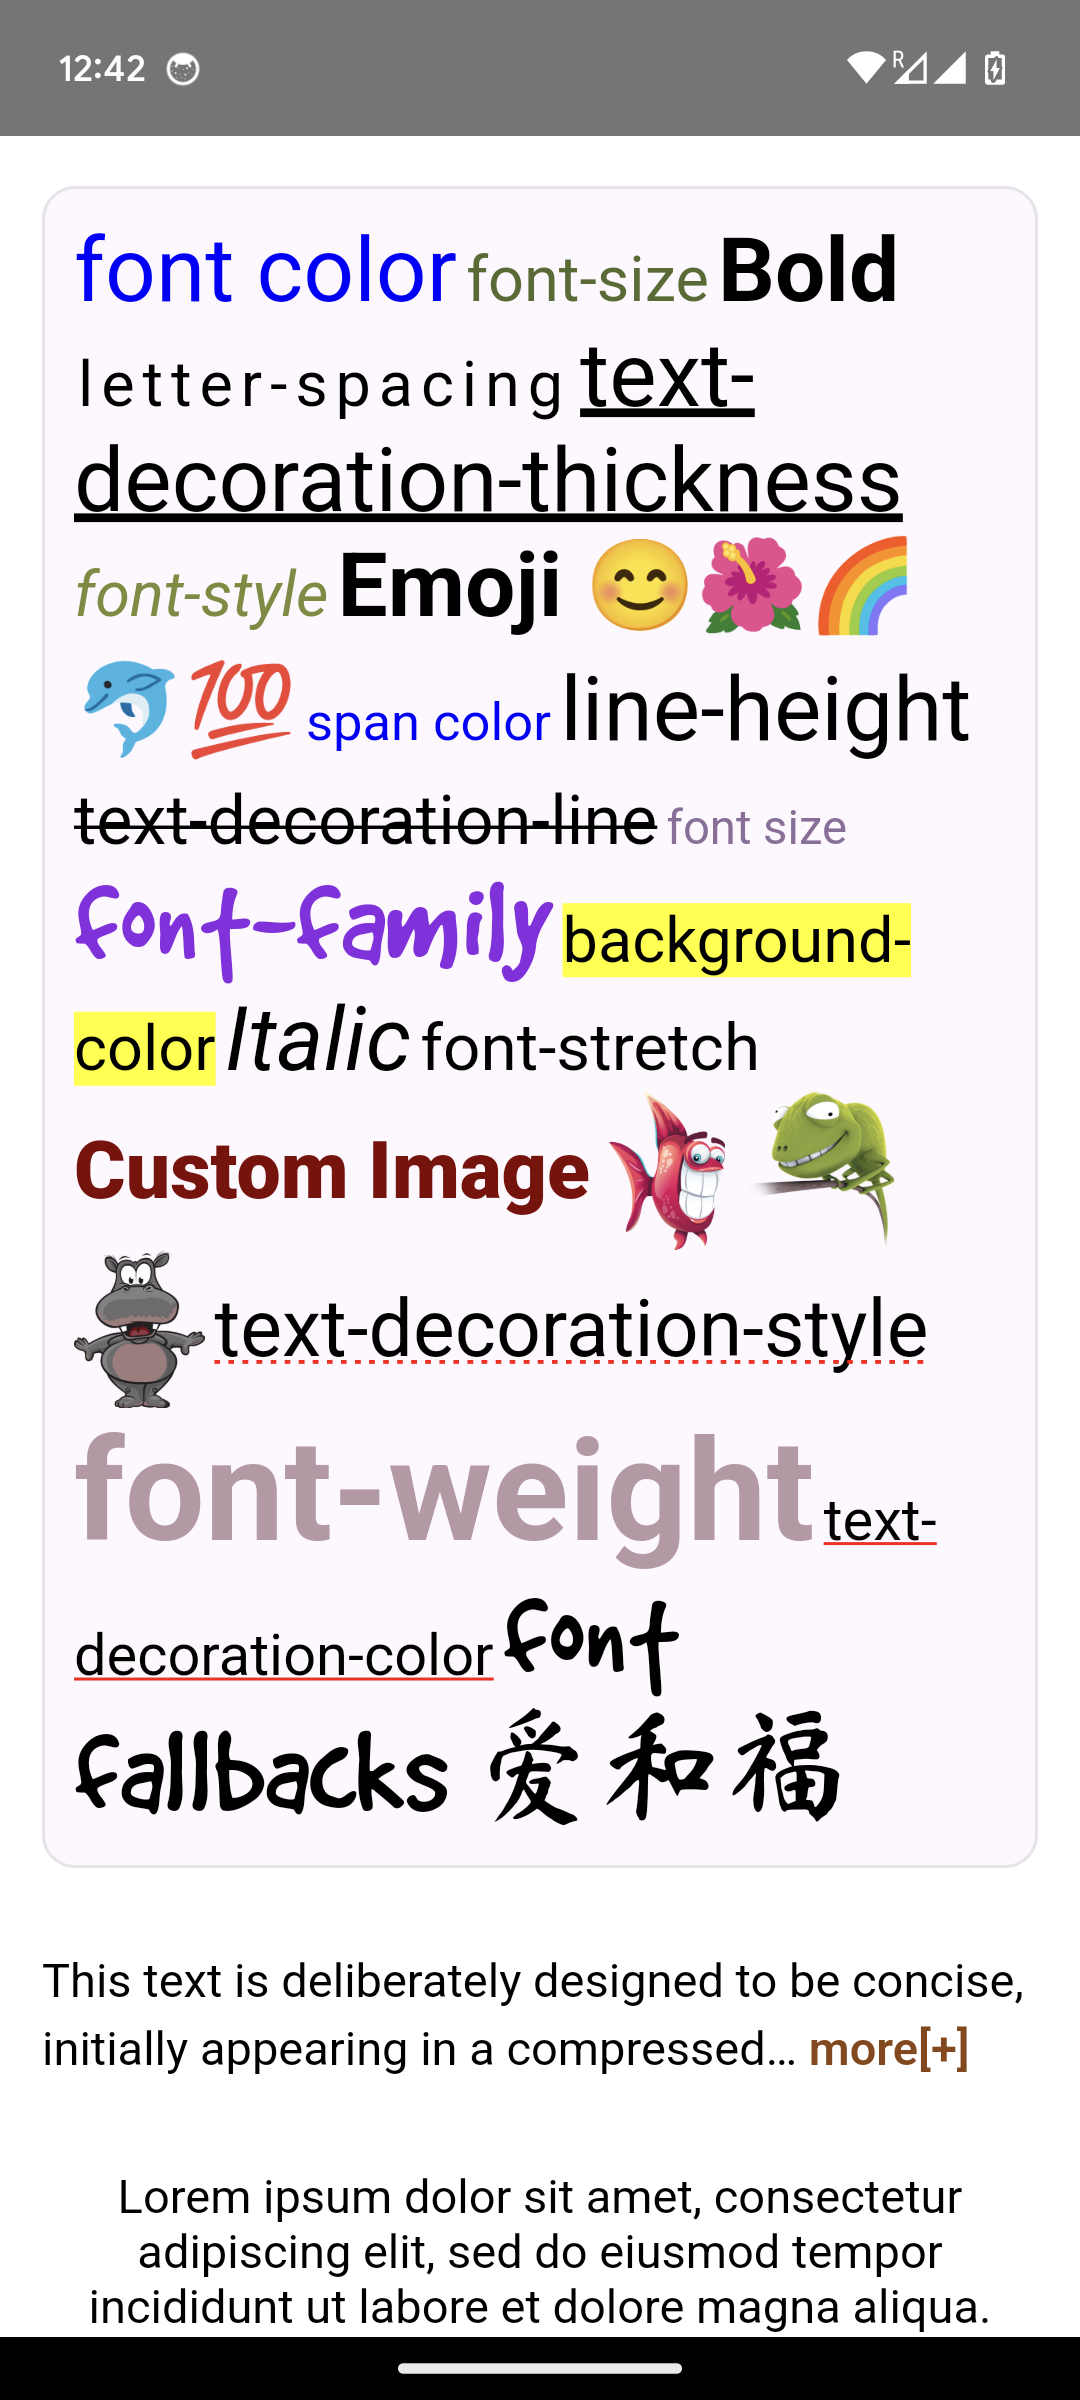 12:42
R
font color font-size Bold
letter-spacing text-
decoration-thickness
font-style Emoji 😊🌺🌈
🐬💯 span color line-height
text-decoration-line font size
font-family background-
color Italic font-stretch
Custom Image
text-decoration-style
font-weight text-
decoration-color font
fallbacks 爱和福
This text is deliberately designed to be concise,
initially appearing in a compressed… more[+]
Lorem ipsum dolor sit amet, consectetur
adipiscing elit, sed do eiusmod tempor
incididunt ut labore et dolore magna aliqua.